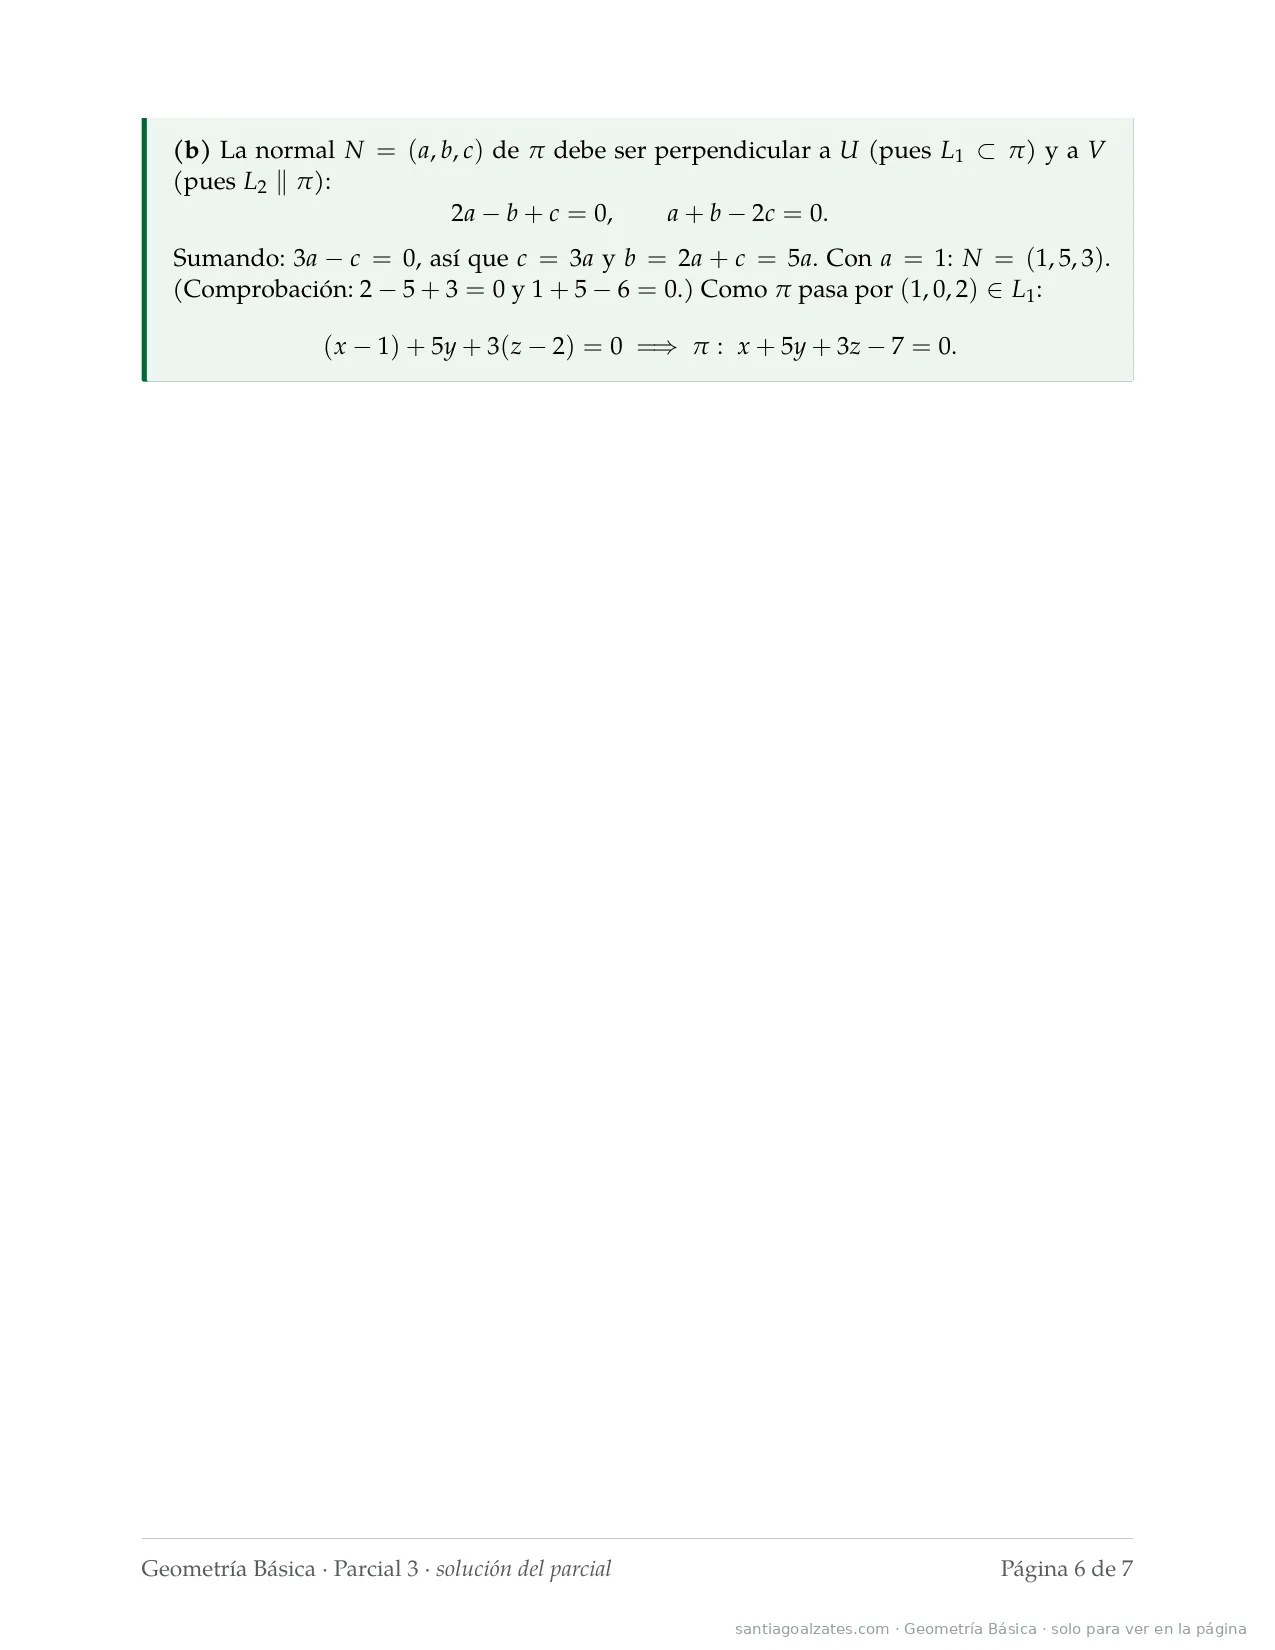 (b) La normal N = (a, b, c) de π debe ser perpendicular a U (pues L₁ ⊂ π) y a V
(pues L₂ ∥ π):
2a − b + c = 0, a + b − 2c = 0.
Sumando: 3a − c = 0, así que c = 3a y b = 2a + c = 5a. Con a = 1: N = (1, 5, 3).
(Comprobación: 2 − 5 + 3 = 0 y 1 + 5 − 6 = 0.) Como π pasa por (1, 0, 2) ∈ L₁:
(x − 1) + 5y + 3(z − 2) = 0 ⟹ π : x + 5y + 3z − 7 = 0.
Geometría Básica · Parcial 3 · solución del parcial Página 6 de 7
santiagoalzates.com · Geometría Básica · solo para ver en la página